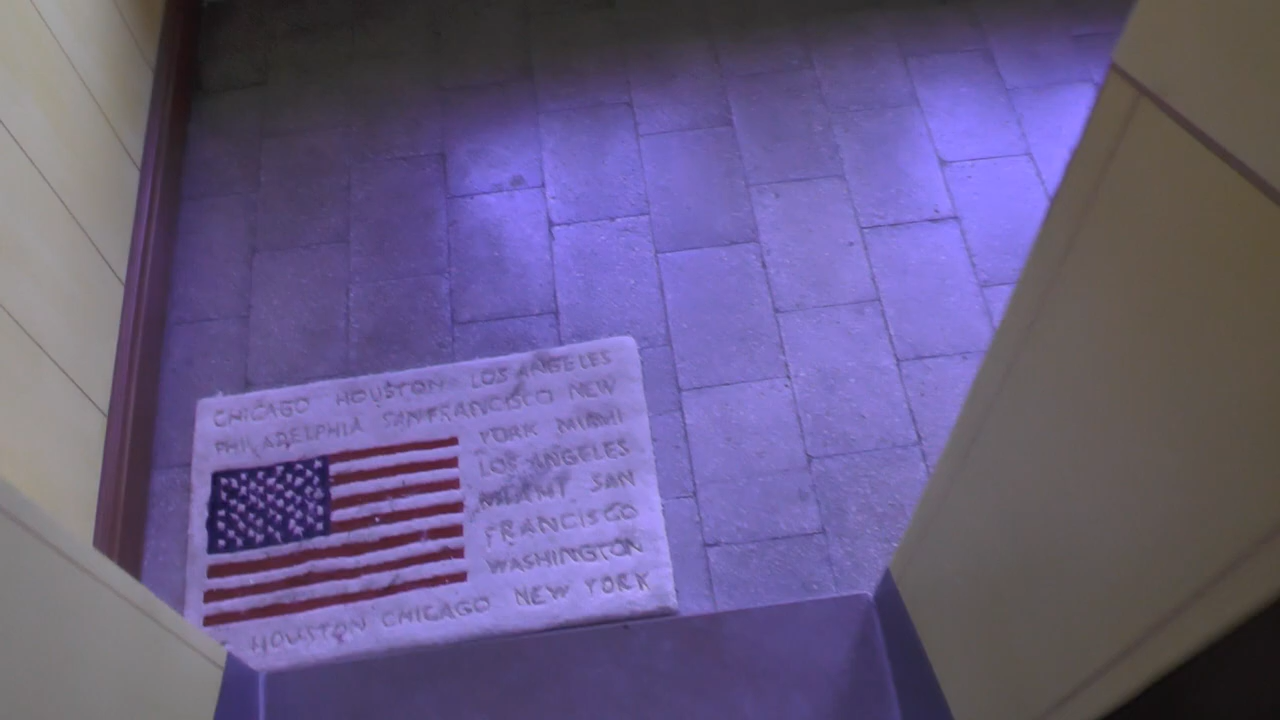 CHICAGO HOUSTON LOS ANGELES
PHILADELPHIA SAN FRANCISCO NEW
YORK MIAMI
LOS ANGELES
MIAMI SAN
FRANCISCO
WASHINGTON
HOUSTON CHICAGO NEW YORK